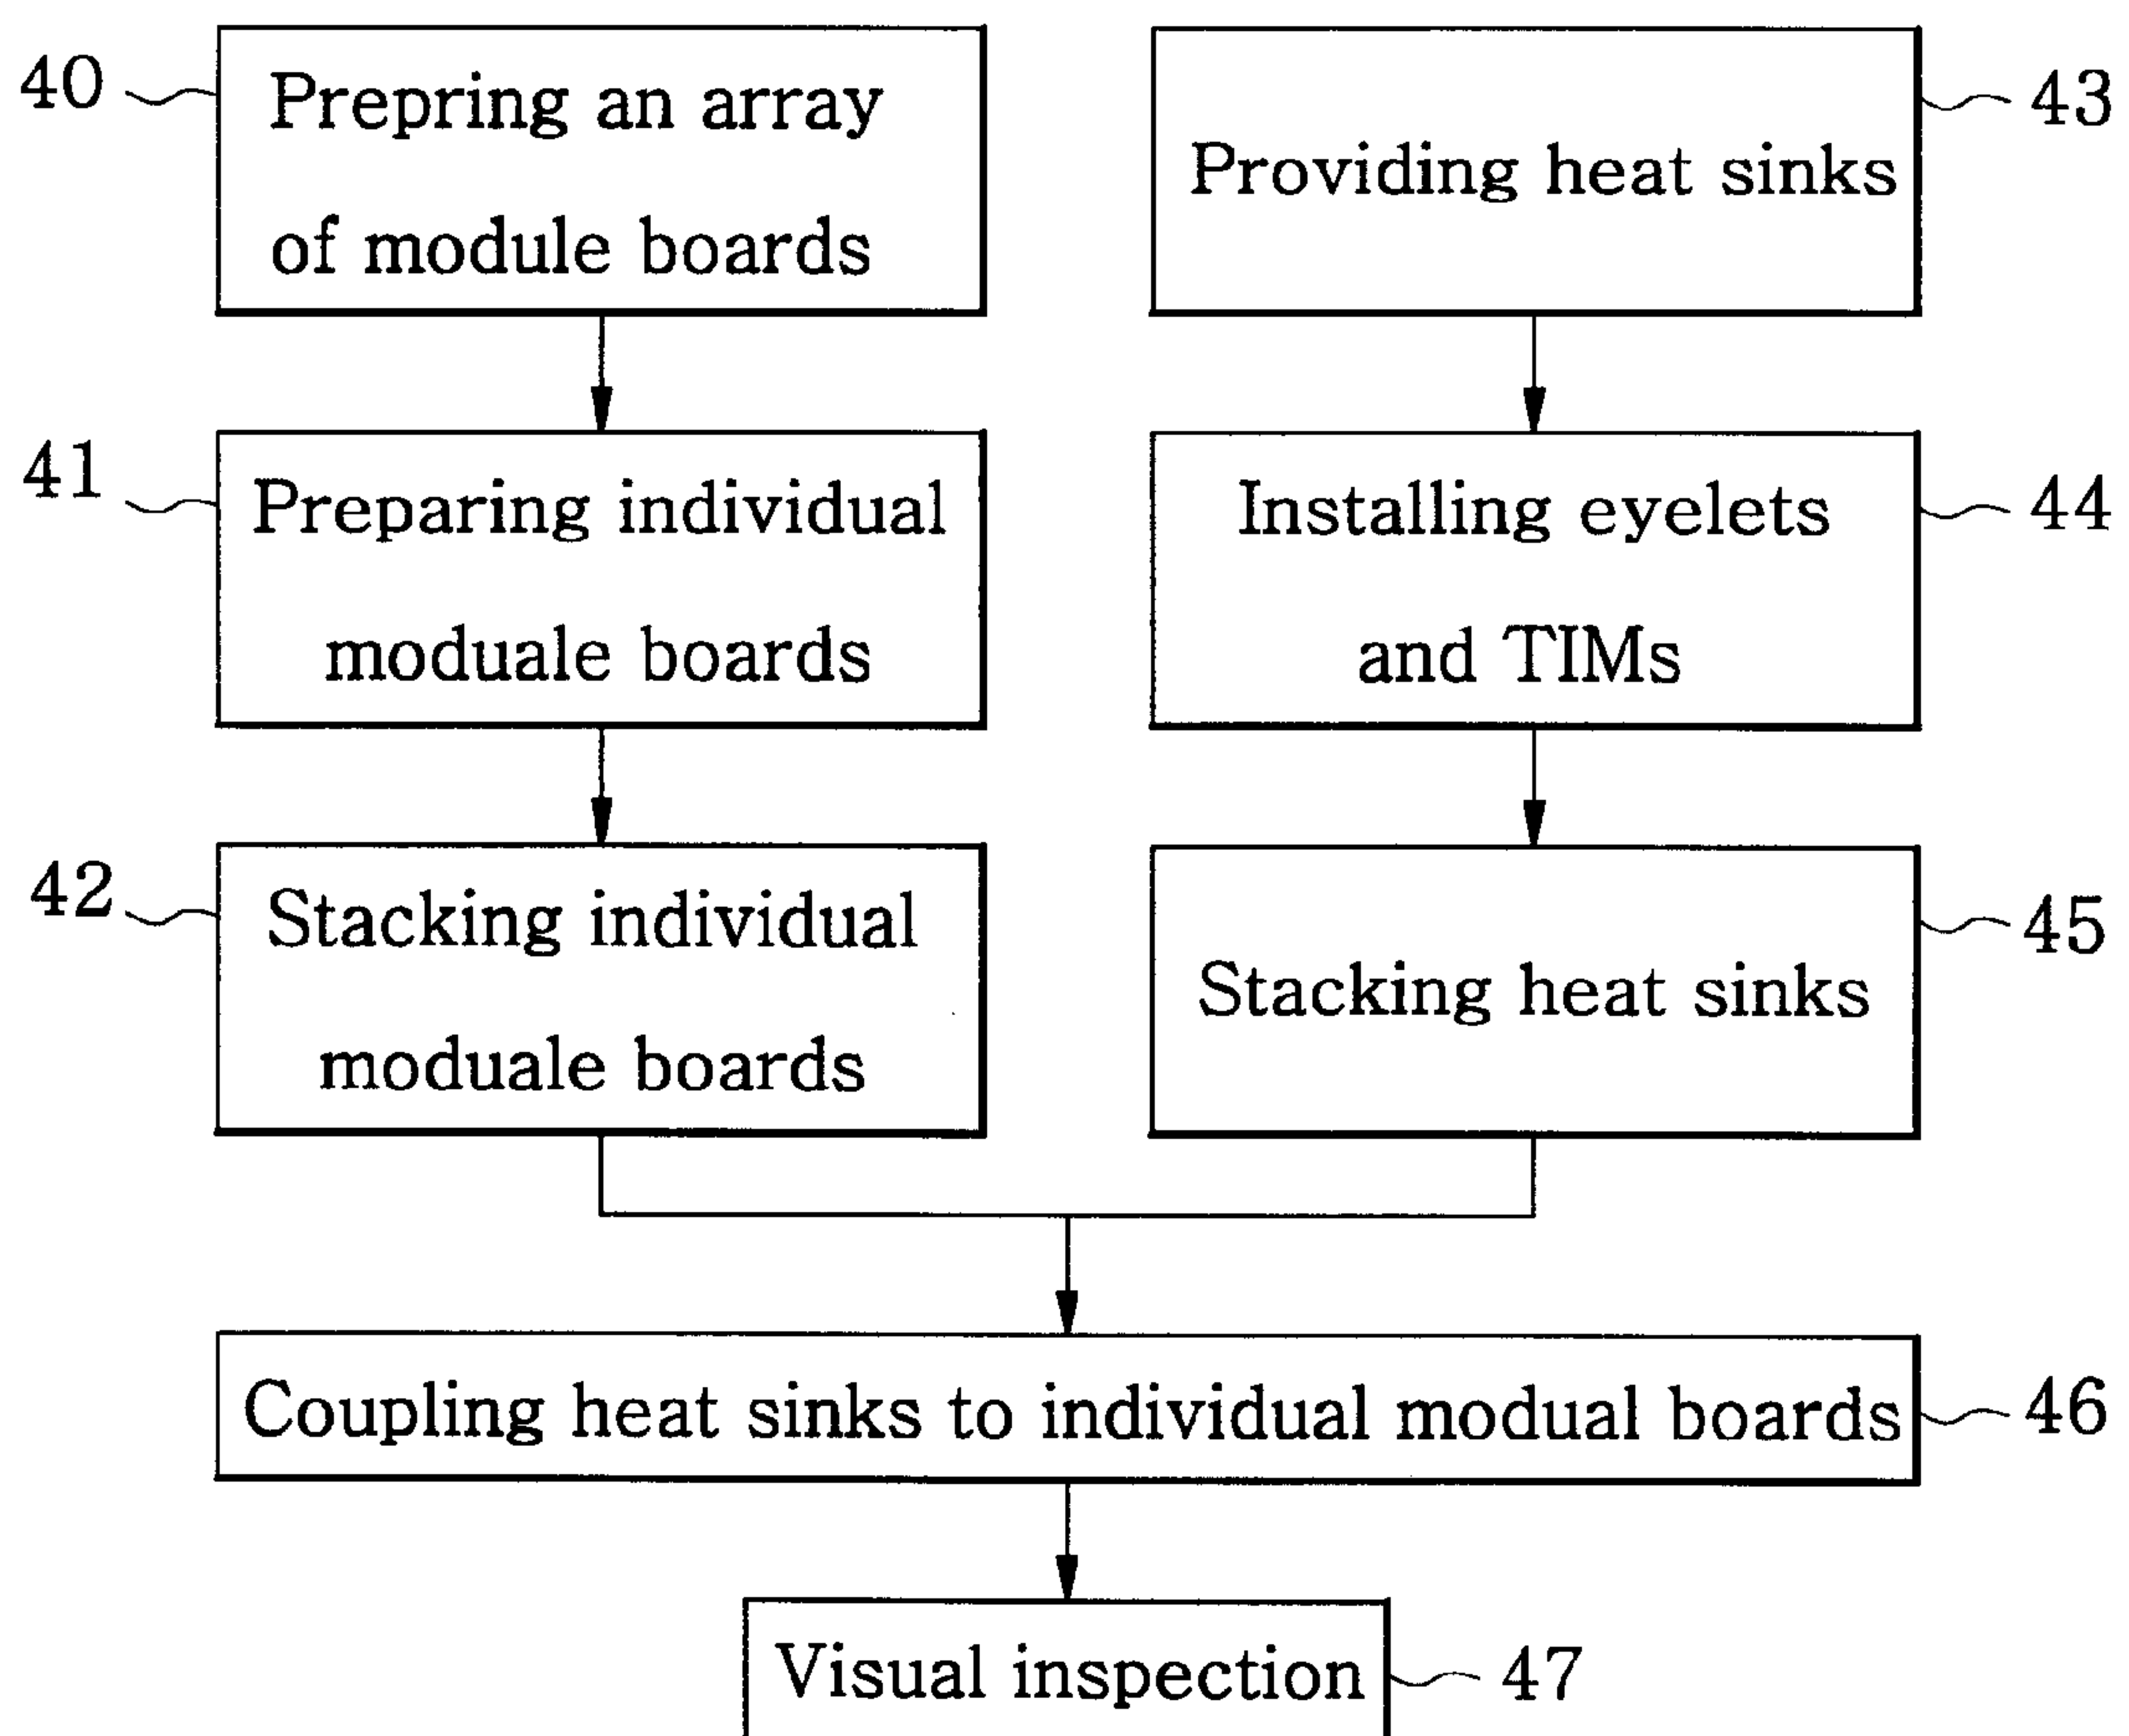 40
Prepring an array
of module boards
43
Providing heat sinks
41
Preparing individual
moduale boards
44
Installing eyelets
and TIMs
42
Stacking individual
moduale boards
45
Stacking heat sinks
Coupling heat sinks to individual modual boards
46
Visual inspection
47